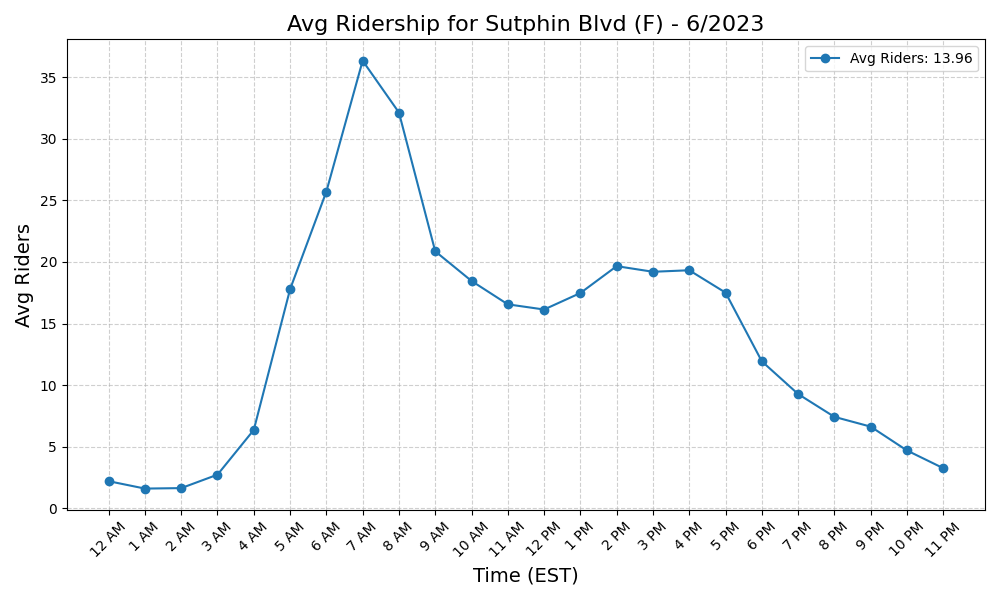 Avg Ridership for Sutphin Blvd (F) - 6/2023
Avg Riders: 13.96
Avg Riders
35
30
25
20
15
10
5
0
12 AM
1 AM
2 AM
3 AM
4 AM
5 AM
6 AM
7 AM
8 AM
9 AM
10 AM
11 AM
12 PM
1 PM
2 PM
3 PM
4 PM
5 PM
6 PM
7 PM
8 PM
9 PM
10 PM
11 PM
Time (EST)